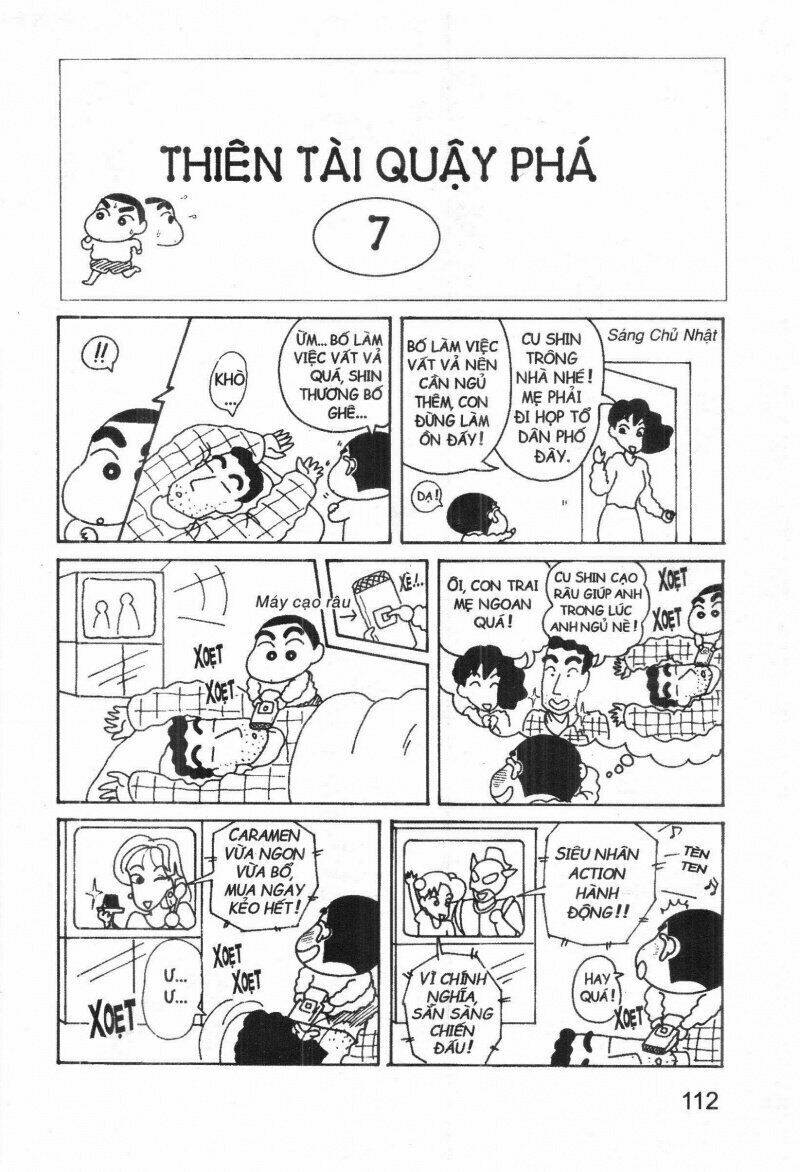 THIÊN TÀI QUẬY PHÁ
7
Sáng Chủ Nhật
CU SHIN
TRÔNG
NHÀ NHÉ!
MẸ PHẢI
ĐI HỌP TỔ
DÂN PHỐ
ĐÂY.
BỐ LÀM VIỆC
VẤT VẢ NÊN
CẦN NGỦ
THÊM, CON
ĐỪNG LÀM
ỒN ĐẤY!
DẠ!
ỪM... BỐ LÀM
VIỆC VẤT VẢ
QUÁ, SHIN
THƯƠNG BỐ
GHÊ...
KHÒ
...
!!
XOẸT
XOẸT
CU SHIN CẠO
RÂU GIÚP ANH
TRONG LÚC
ANH NGỦ NÈ!
ÔI, CON TRAI
MẸ NGOAN
QUÁ!
Máy cạo râu
XOẸT
XOẸT
TÈN
TEN
SIÊU NHÂN
ACTION
HÀNH
ĐỘNG!!
VÌ CHÍNH
NGHĨA,
SẴN SÀNG
CHIẾN
ĐẤU!
HAY
QUÁ!
XOẸT
CARAMEN
VỪA NGON
VỪA BỔ,
MUA NGAY
KẺO HẾT!
XOẸT
XOẸT
Ư...
Ư...
XOẸT
112